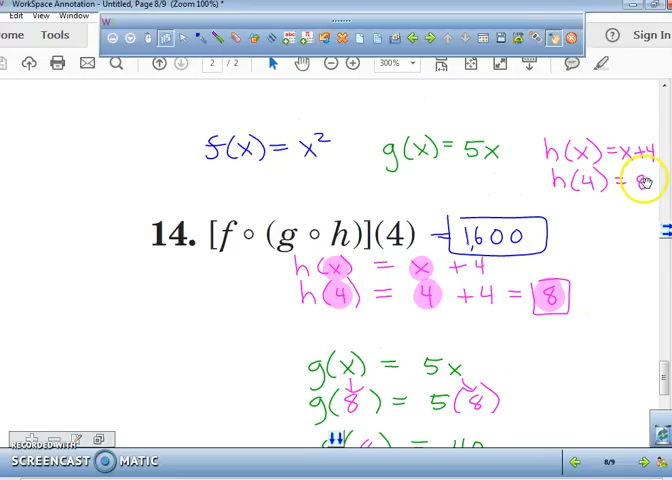 WorkSpace Annotation - Untitled, Page 8/9 (Zoom 100%)
Edit Window Help
Home Tools Sign In
2 / 2 300%
f(x) = x² g(x) = 5x h(x) = x+4
h(4) = 8
14. [f ∘ (g ∘ h)](4) = 1,600
h(x) = x + 4
h(4) = 4 + 4 = 8
g(x) = 5x
g(8) = 5(8)
RECORDED WITH
SCREENCAST MATIC
8/9